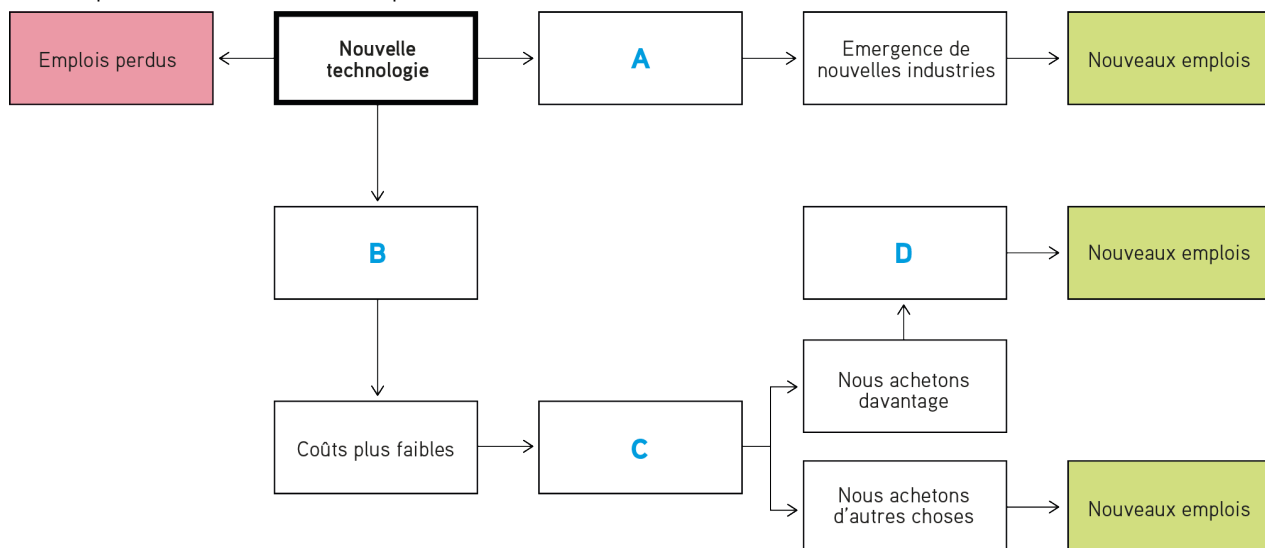 Emplois perdus
Nouvelle
technologie
A
Emergence de
nouvelles industries
Nouveaux emplois
B
D
Nouveaux emplois
Nous achetons
davantage
Coûts plus faibles
C
Nous achetons
d'autres choses
Nouveaux emplois